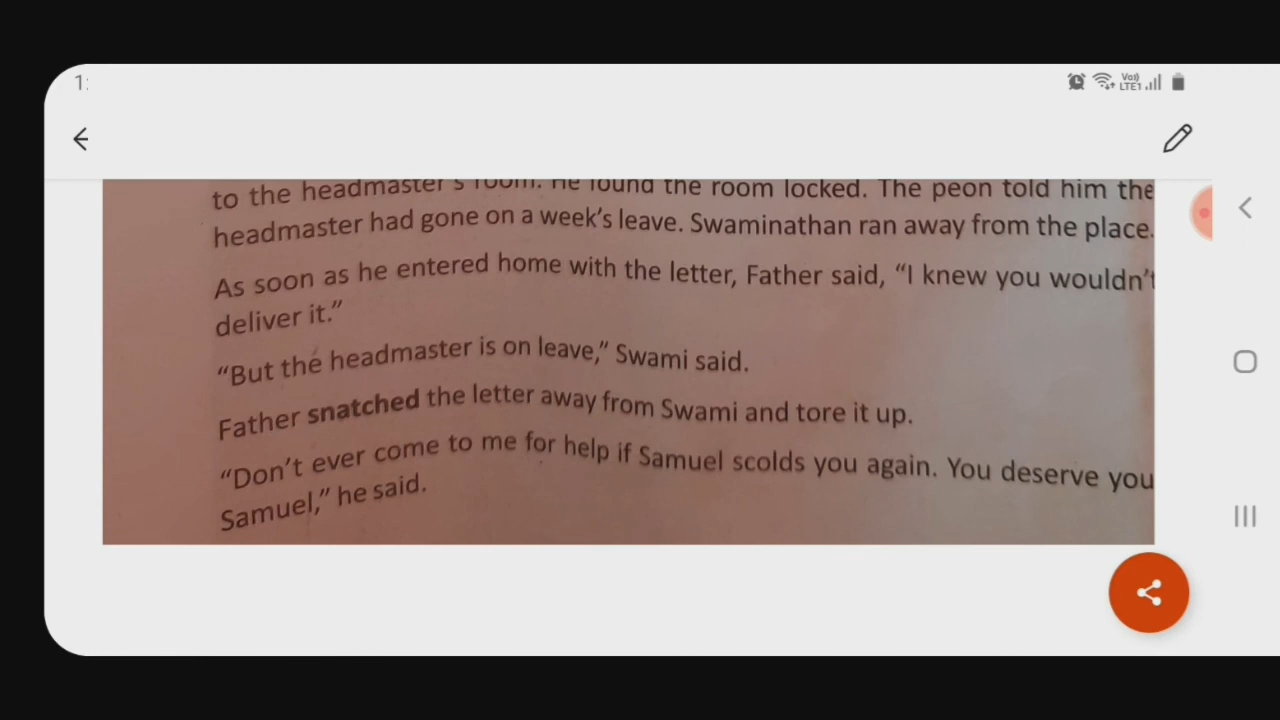 1:
Vo)) LTE1
to the headmaster's room. He found the room locked. The peon told him the
headmaster had gone on a week's leave. Swaminathan ran away from the place.
As soon as he entered home with the letter, Father said, “I knew you wouldn't
deliver it.”
“But the headmaster is on leave,” Swami said.
Father snatched the letter away from Swami and tore it up.
“Don't ever come to me for help if Samuel scolds you again. You deserve you
Samuel,” he said.